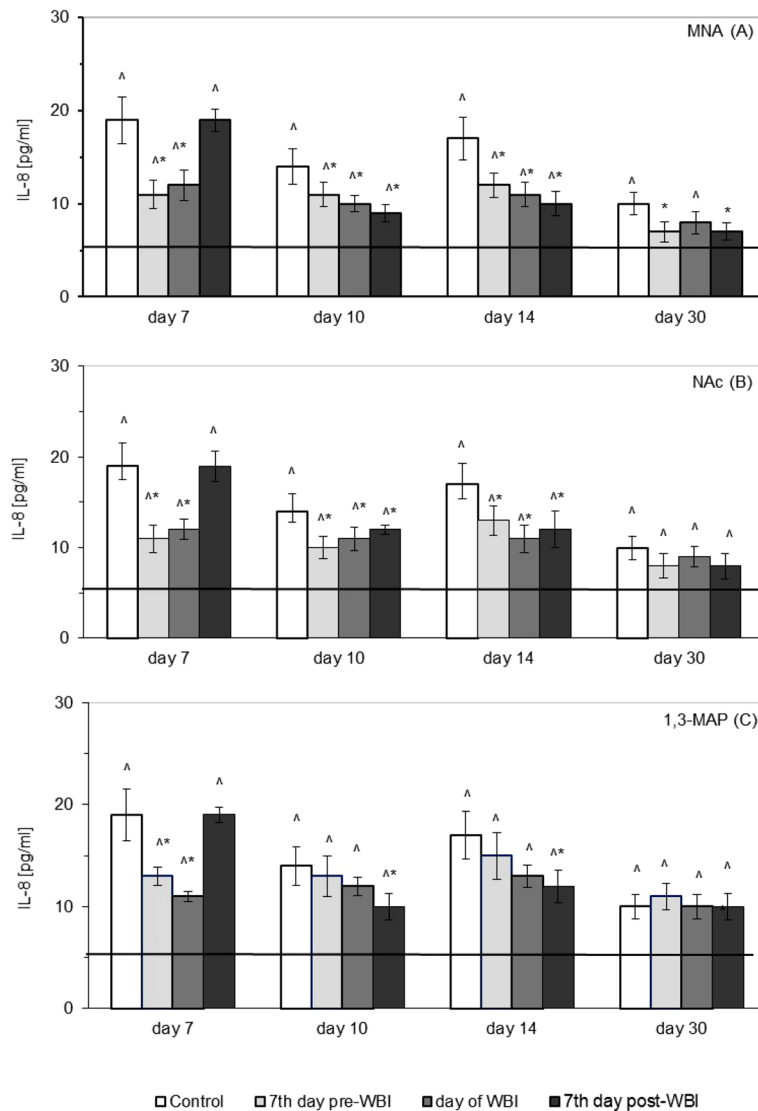 30
MNA (A)
^ ^
20
^ ^
^* ^*
^* ^* ^* ^* ^* ^* ^
10
* ^ *
0
IL-8 [pg/ml]
day 7 day 10 day 14 day 30
30
NAc (B)
^ ^
20
^ ^
^* ^* ^* ^* ^* ^* ^* ^*
10
^ ^ ^ ^
0
IL-8 [pg/ml]
day 7 day 10 day 14 day 30
30
1,3-MAP (C)
^ ^
20
^ ^ ^
^* ^* ^ ^ ^* ^ ^*
10
^ ^ ^ ^
0
IL-8 [pg/ml]
day 7 day 10 day 14 day 30
Control 7th day pre-WBI day of WBI 7th day post-WBI